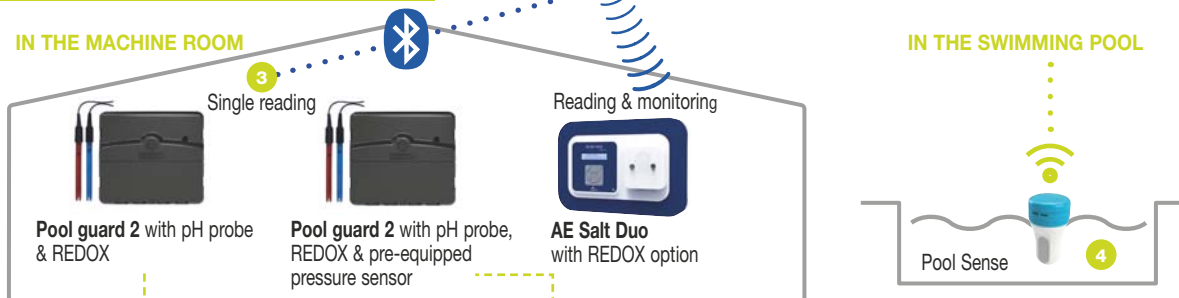 IN THE MACHINE ROOM
IN THE SWIMMING POOL
3
Single reading
Reading & monitoring
Pool guard 2 with pH probe
& REDOX
Pool guard 2 with pH probe,
REDOX & pre-equipped
pressure sensor
AE Salt Duo
with REDOX option
Pool Sense
4